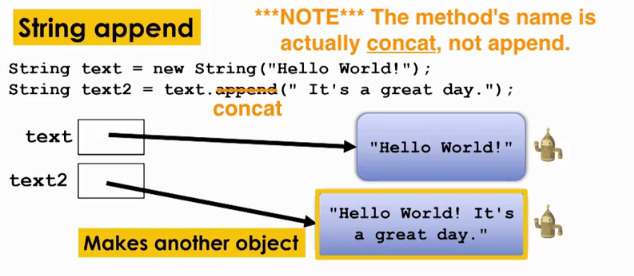 String append
***NOTE*** The method's name is
actually concat, not append.
String text = new String("Hello World!");
String text2 = text.append(" It's a great day.");
concat
text
"Hello World!"
text2
"Hello World! It's
a great day."
Makes another object